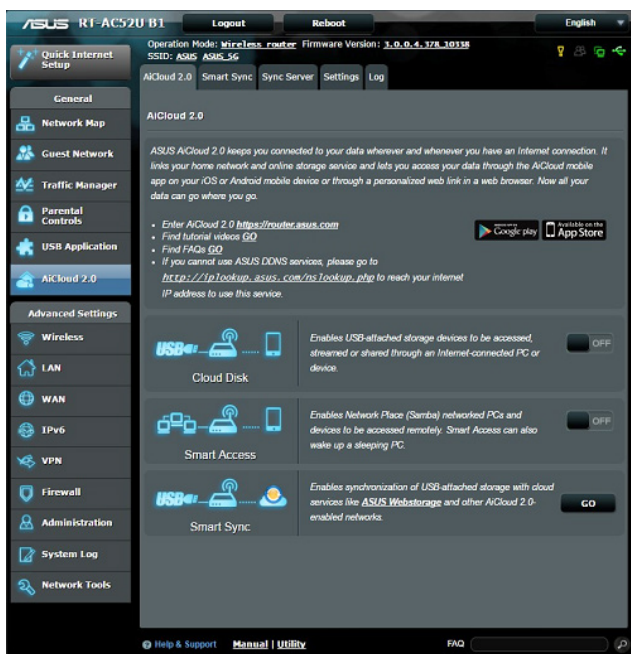 ASUS RT-AC52U B1 Logout Reboot English
Quick Internet Setup
Operation Mode: Wireless router Firmware Version: 3.0.0.4.378_10338
SSID: ASUS ASUS_5G
AiCloud 2.0 Smart Sync Sync Server Settings Log
General
Network Map
Guest Network
Traffic Manager
Parental Controls
USB Application
AiCloud 2.0
Advanced Settings
Wireless
LAN
WAN
IPv6
VPN
Firewall
Administration
System Log
Network Tools
AiCloud 2.0
ASUS AiCloud 2.0 keeps you connected to your data wherever and whenever you have an Internet connection. It
links your home network and online storage service and lets you access your data through the AiCloud mobile
app on your iOS or Android mobile device or through a personalized web link in a web browser. Now all your
data can go where you go.
Enter AiCloud 2.0 https://router.asus.com
Find tutorial videos GO
Find FAQs GO
If you cannot use ASUS DDNS services, please go to
http://iplookup.asus.com/nslookup.php to reach your internet
IP address to use this service.
Google play
Available on the
App Store
USB
Cloud Disk
Enables USB-attached storage devices to be accessed,
streamed or shared through an Internet-connected PC or
device.
OFF
Smart Access
Enables Network Place (Samba) networked PCs and
devices to be accessed remotely. Smart Access can also
wake up a sleeping PC.
OFF
USB
Smart Sync
Enables synchronization of USB-attached storage with cloud
services like ASUS Webstorage and other AiCloud 2.0-
enabled networks.
GO
Help & Support Manual | Utility FAQ